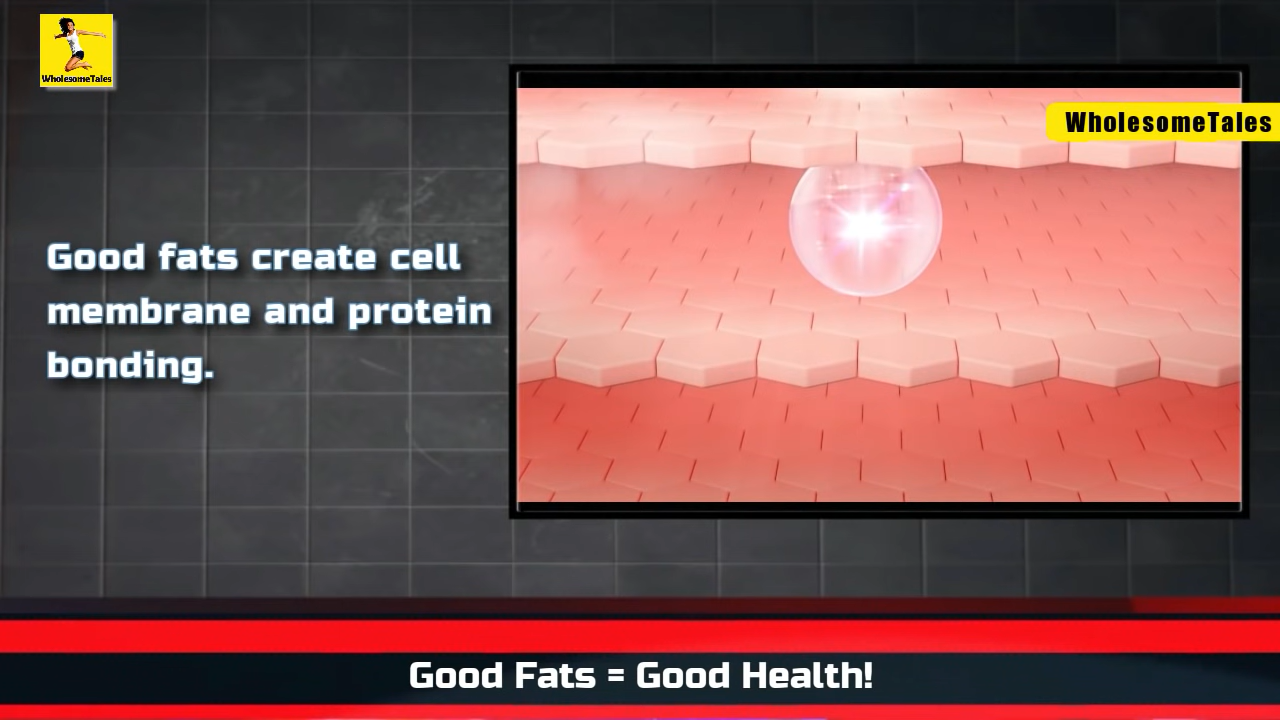 WholesomeTales
WholesomeTales
Good fats create cell
membrane and protein
bonding.
Good Fats = Good Health!